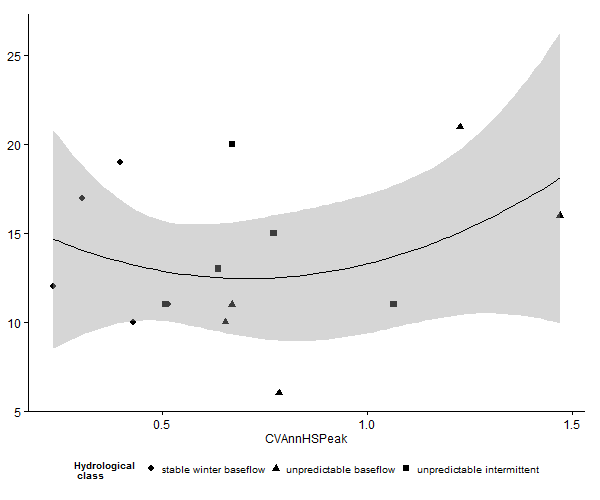 25
20
15
10
5
0.5 1.0 1.5
CVAnnHSPeak
Hydrological
class
stable winter baseflow unpredictable baseflow unpredictable intermittent